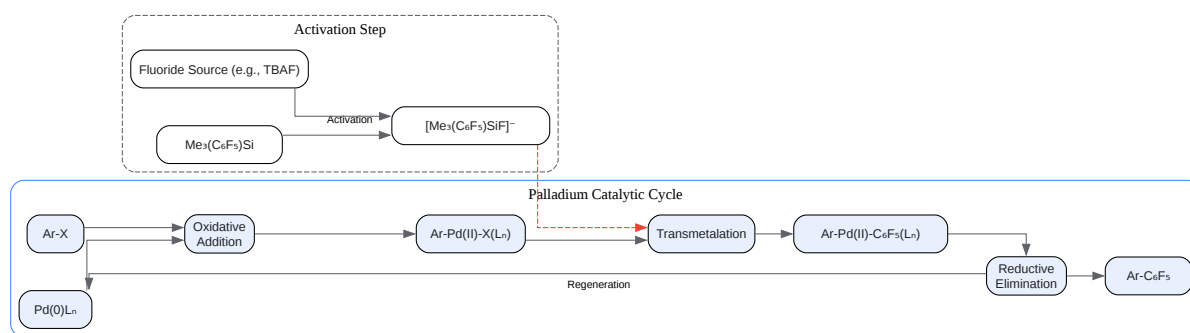 Activation Step
Fluoride Source (e.g., TBAF)
Activation
[Me₃(C₆F₅)SiF]⁻
Me₃(C₆F₅)Si
Palladium Catalytic Cycle
Ar-X
Oxidative
Addition
Ar-Pd(II)-X(Lₙ)
Transmetalation
Ar-Pd(II)-C₆F₅(Lₙ)
Reductive
Elimination
Ar-C₆F₅
Regeneration
Pd(0)Lₙ